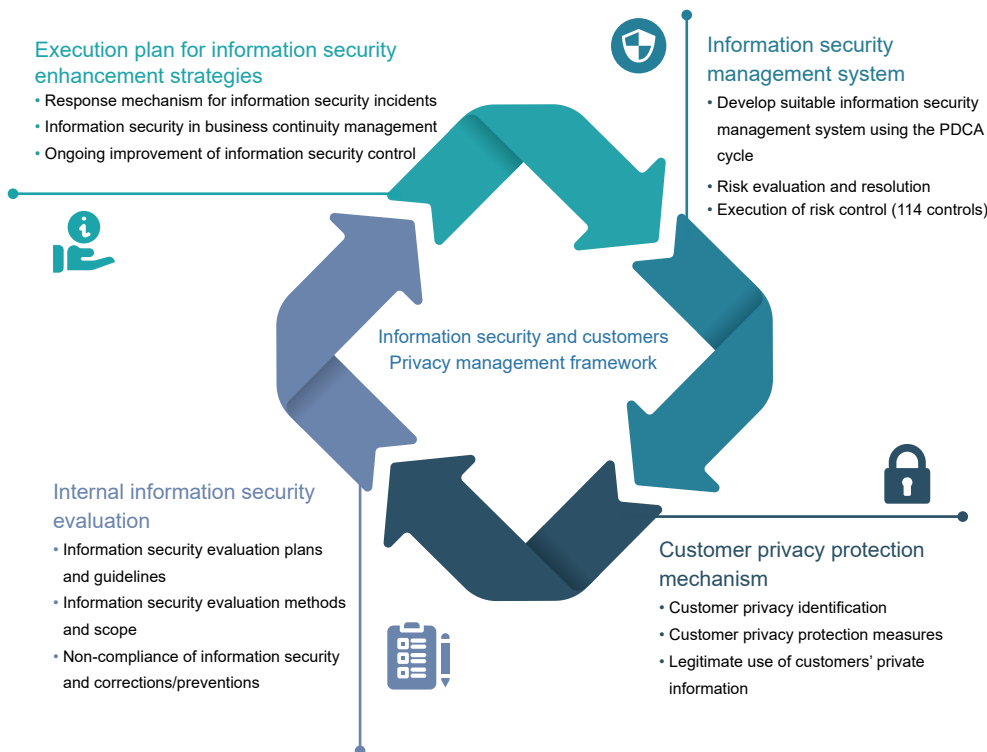 Execution plan for information security
enhancement strategies
• Response mechanism for information security incidents
• Information security in business continuity management
• Ongoing improvement of information security control
Information security
management system
• Develop suitable information security
management system using the PDCA
cycle
• Risk evaluation and resolution
• Execution of risk control (114 controls)
Information security and customers
Privacy management framework
Internal information security
evaluation
• Information security evaluation plans
and guidelines
• Information security evaluation methods
and scope
• Non-compliance of information security
and corrections/preventions
Customer privacy protection
mechanism
• Customer privacy identification
• Customer privacy protection measures
• Legitimate use of customers’ private
information